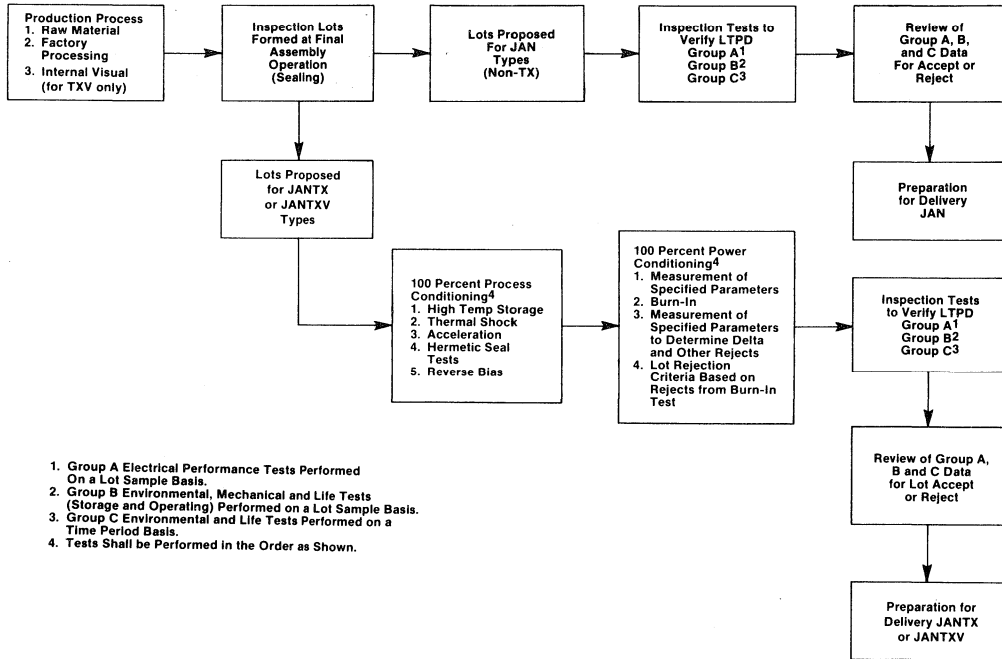 Production Process
1. Raw Material
2. Factory
Processing
3. Internal Visual
(for TXV only)
Inspection Lots
Formed at Final
Assembly
Operation
(Sealing)
Lots Proposed
For JAN
Types
(Non-TX)
Inspection Tests to
Verify LTPD
Group A1
Group B2
Group C3
Review of
Group A, B,
and C Data
For Accept or
Reject
Lots Proposed
for JANTX
or JANTXV
Types
Preparation
for Delivery
JAN
100 Percent Process
Conditioning4
1. High Temp Storage
2. Thermal Shock
3. Acceleration
4. Hermetic Seal
Tests
5. Reverse Bias
100 Percent Power
Conditioning4
1. Measurement of
Specified Parameters
2. Burn-In
3. Measurement of
Specified Parameters
to Determine Delta
and Other Rejects
4. Lot Rejection
Criteria Based on
Rejects from Burn-In
Test
Inspection Tests
to Verify LTPD
Group A1
Group B2
Group C3
Review of Group A,
B and C Data
for Lot Accept
or Reject
Preparation for
Delivery JANTX
or JANTXV
1. Group A Electrical Performance Tests Performed
On a Lot Sample Basis.
2. Group B Environmental, Mechanical and Life Tests
(Storage and Operating) Performed on a Lot Sample Basis.
3. Group C Environmental and Life Tests Performed on a
Time Period Basis.
4. Tests Shall be Performed in the Order as Shown.